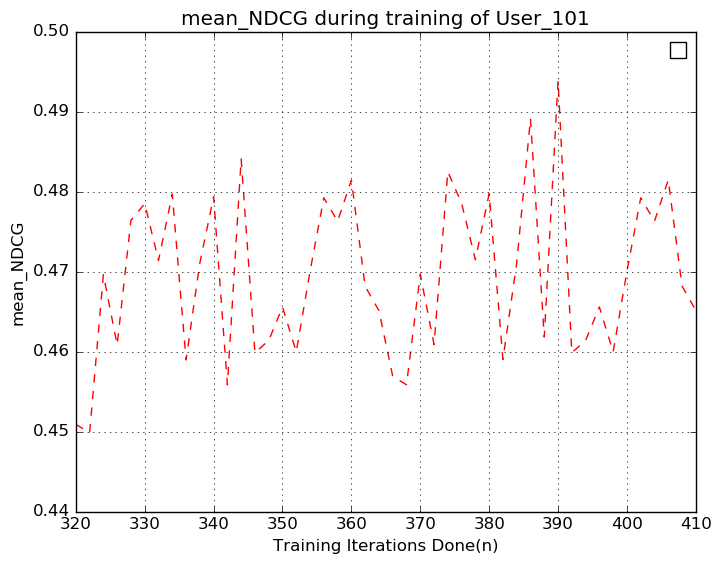 mean_NDCG during training of User_101
0.50
0.49
0.48
0.47
0.46
0.45
0.44
mean_NDCG
320 330 340 350 360 370 380 390 400 410
Training Iterations Done(n)